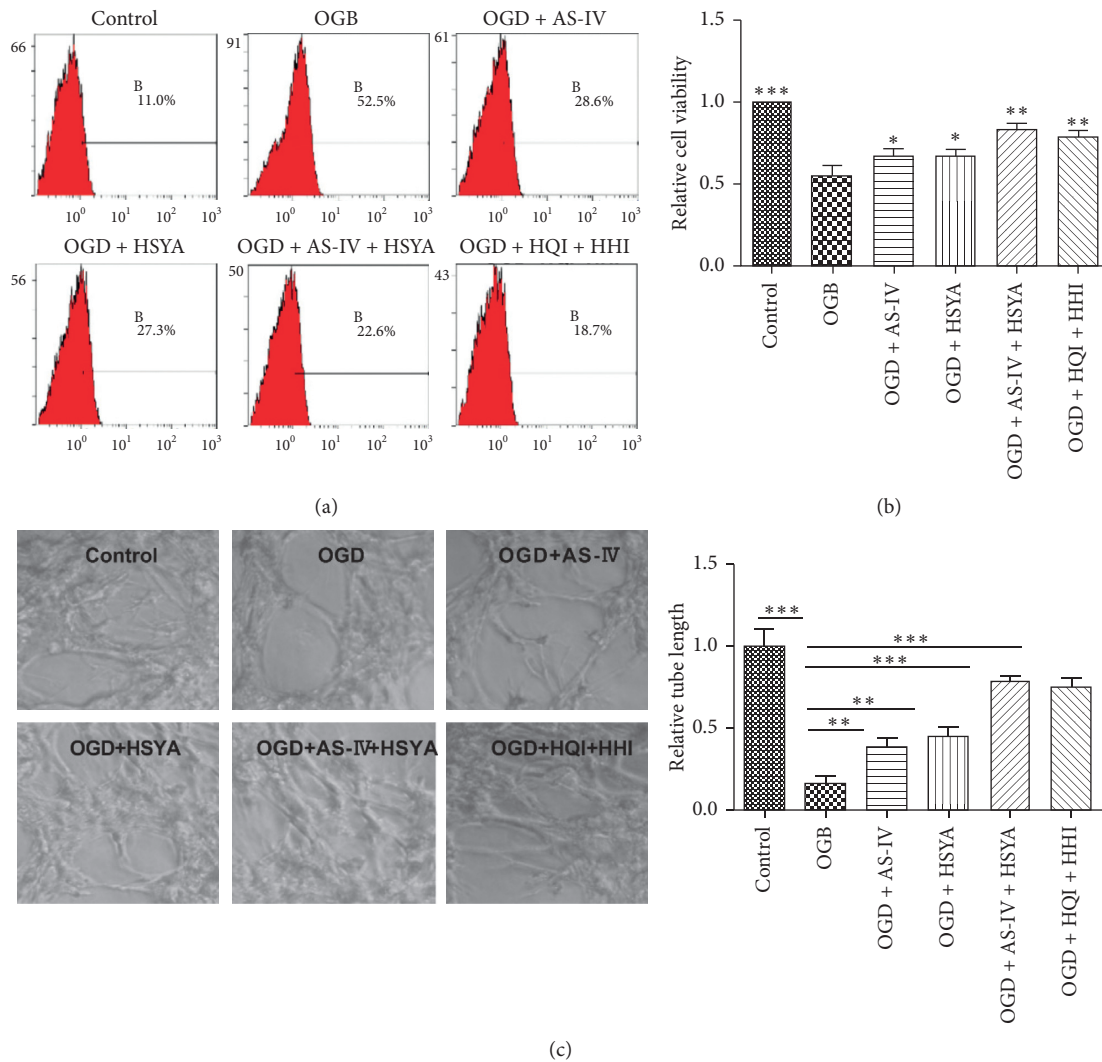 Control
66
B
11.0%
10⁰ 10¹ 10² 10³
OGB
91
B
52.5%
10⁰ 10¹ 10² 10³
OGD + AS-IV
61
B
28.6%
10⁰ 10¹ 10² 10³
OGD + HSYA
56
B
27.3%
10⁰ 10¹ 10² 10³
OGD + AS-IV + HSYA
50
B
22.6%
10⁰ 10¹ 10² 10³
OGD + HQI + HHI
43
B
18.7%
10⁰ 10¹ 10² 10³
(a)
Relative cell viability
1.5
1.0
0.5
0.0
***
*
*
**
**
Control
OGB
OGD + AS-IV
OGD + HSYA
OGD + AS-IV + HSYA
OGD + HQI + HHI
(b)
Control
OGD
OGD+AS-IV
OGD+HSYA
OGD+AS-IV+HSYA
OGD+HQI+HHI
Relative tube length
1.5
1.0
0.5
0.0
***
***
***
**
**
Control
OGB
OGD + AS-IV
OGD + HSYA
OGD + AS-IV + HSYA
OGD + HQI + HHI
(c)